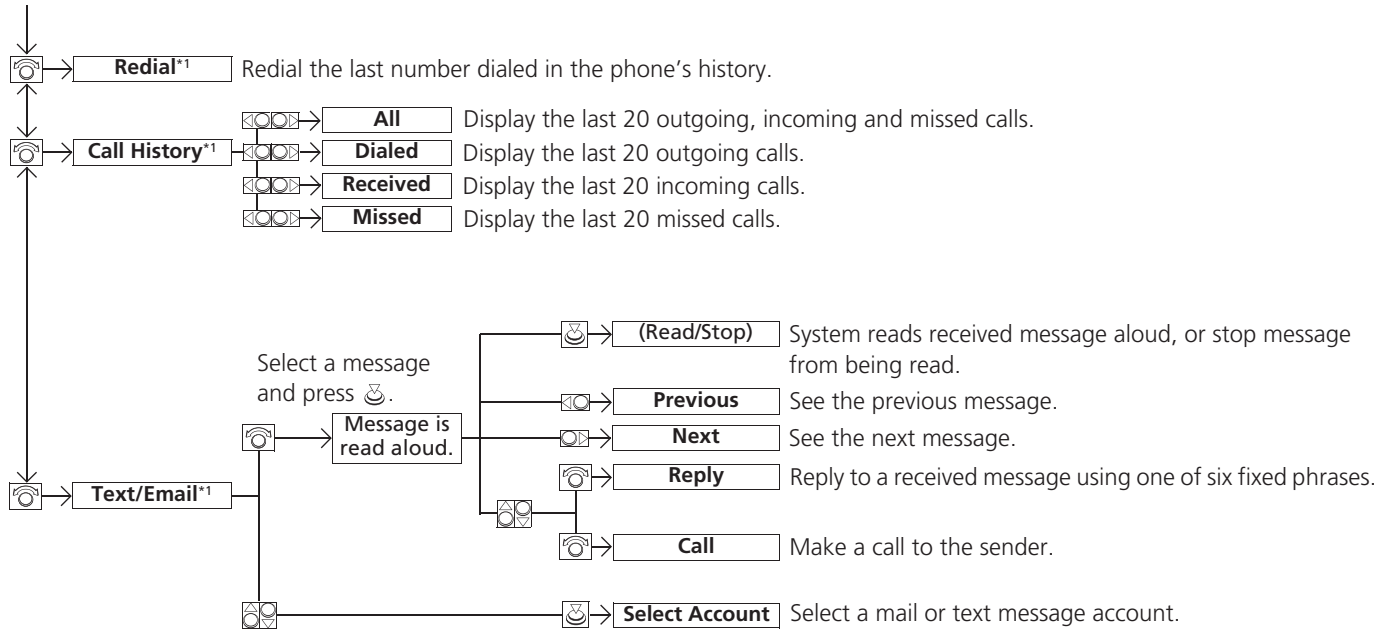 Redial*1 Redial the last number dialed in the phone's history.
All Display the last 20 outgoing, incoming and missed calls.
Call History*1 Dialed Display the last 20 outgoing calls.
Received Display the last 20 incoming calls.
Missed Display the last 20 missed calls.
(Read/Stop) System reads received message aloud, or stop message
from being read.
Select a message
and press .
Previous See the previous message.
Message is
read aloud.
Next See the next message.
Reply Reply to a received message using one of six fixed phrases.
Text/Email*1
Call Make a call to the sender.
Select Account Select a mail or text message account.